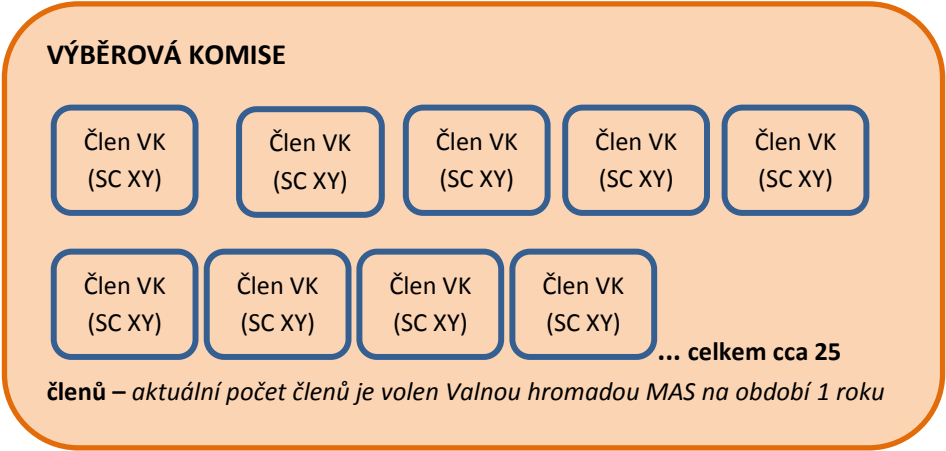 VÝBĚROVÁ KOMISE
Člen VK Člen VK Člen VK Člen VK Člen VK
(SC XY) (SC XY) (SC XY) (SC XY) (SC XY)
Člen VK Člen VK Člen VK Člen VK
(SC XY) (SC XY) (SC XY) (SC XY)
... celkem cca 25
členů – aktuální počet členů je volen Valnou hromadou MAS na období 1 roku